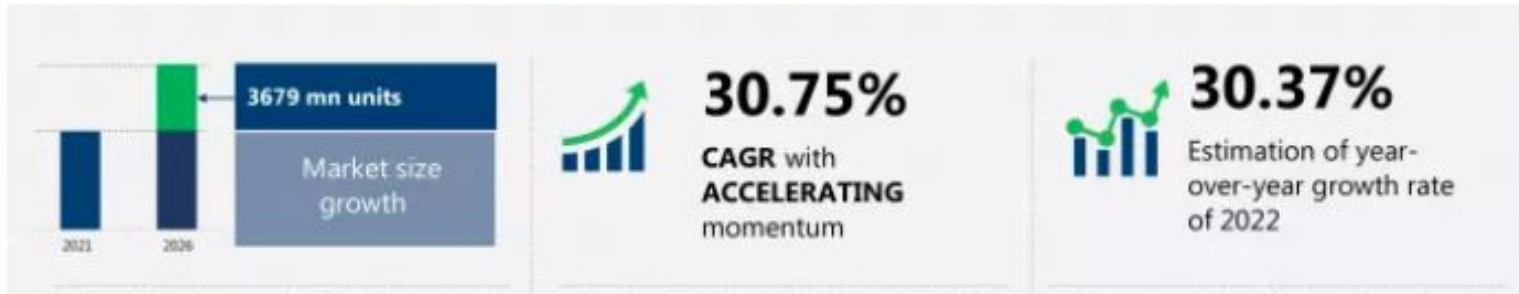 3679 mn units
Market size
growth
2021
2026
30.75%
CAGR with
ACCELERATING
momentum
30.37%
Estimation of year-
over-year growth rate
of 2022